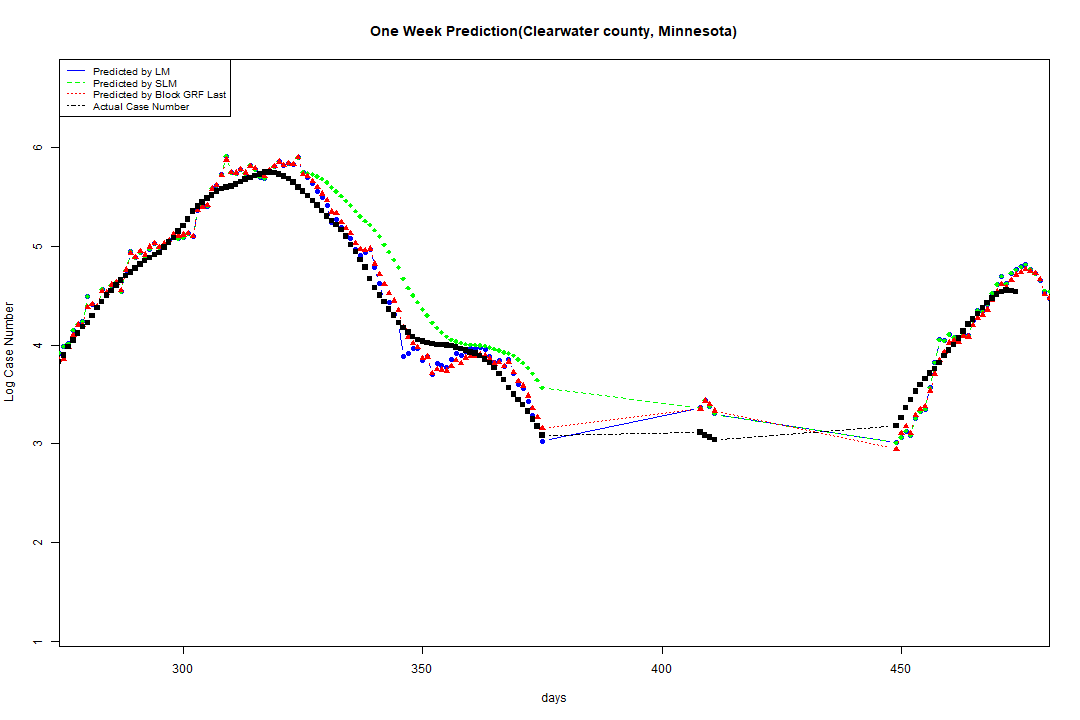 One Week Prediction(Clearwater county, Minnesota)
Predicted by LM
Predicted by SLM
Predicted by Block GRF Last
Actual Case Number
6
5
4
3
2
1
Log Case Number
300 350 400 450
days